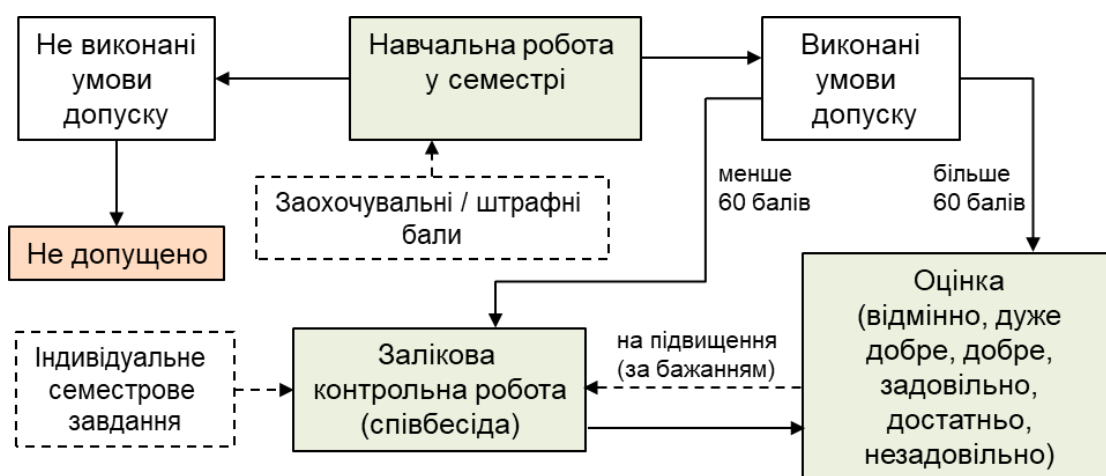 Не виконані
умови
допуску
Навчальна робота
у семестрі
Виконані
умови
допуску
Заохочувальні / штрафні
бали
менше
60 балів
більше
60 балів
Не допущено
Індивідуальне
семестрове
завдання
Залікова
контрольна робота
(співбесіда)
на підвищення
(за бажанням)
Оцінка
(відмінно, дуже
добре, добре,
задовільно,
достатньо,
незадовільно)